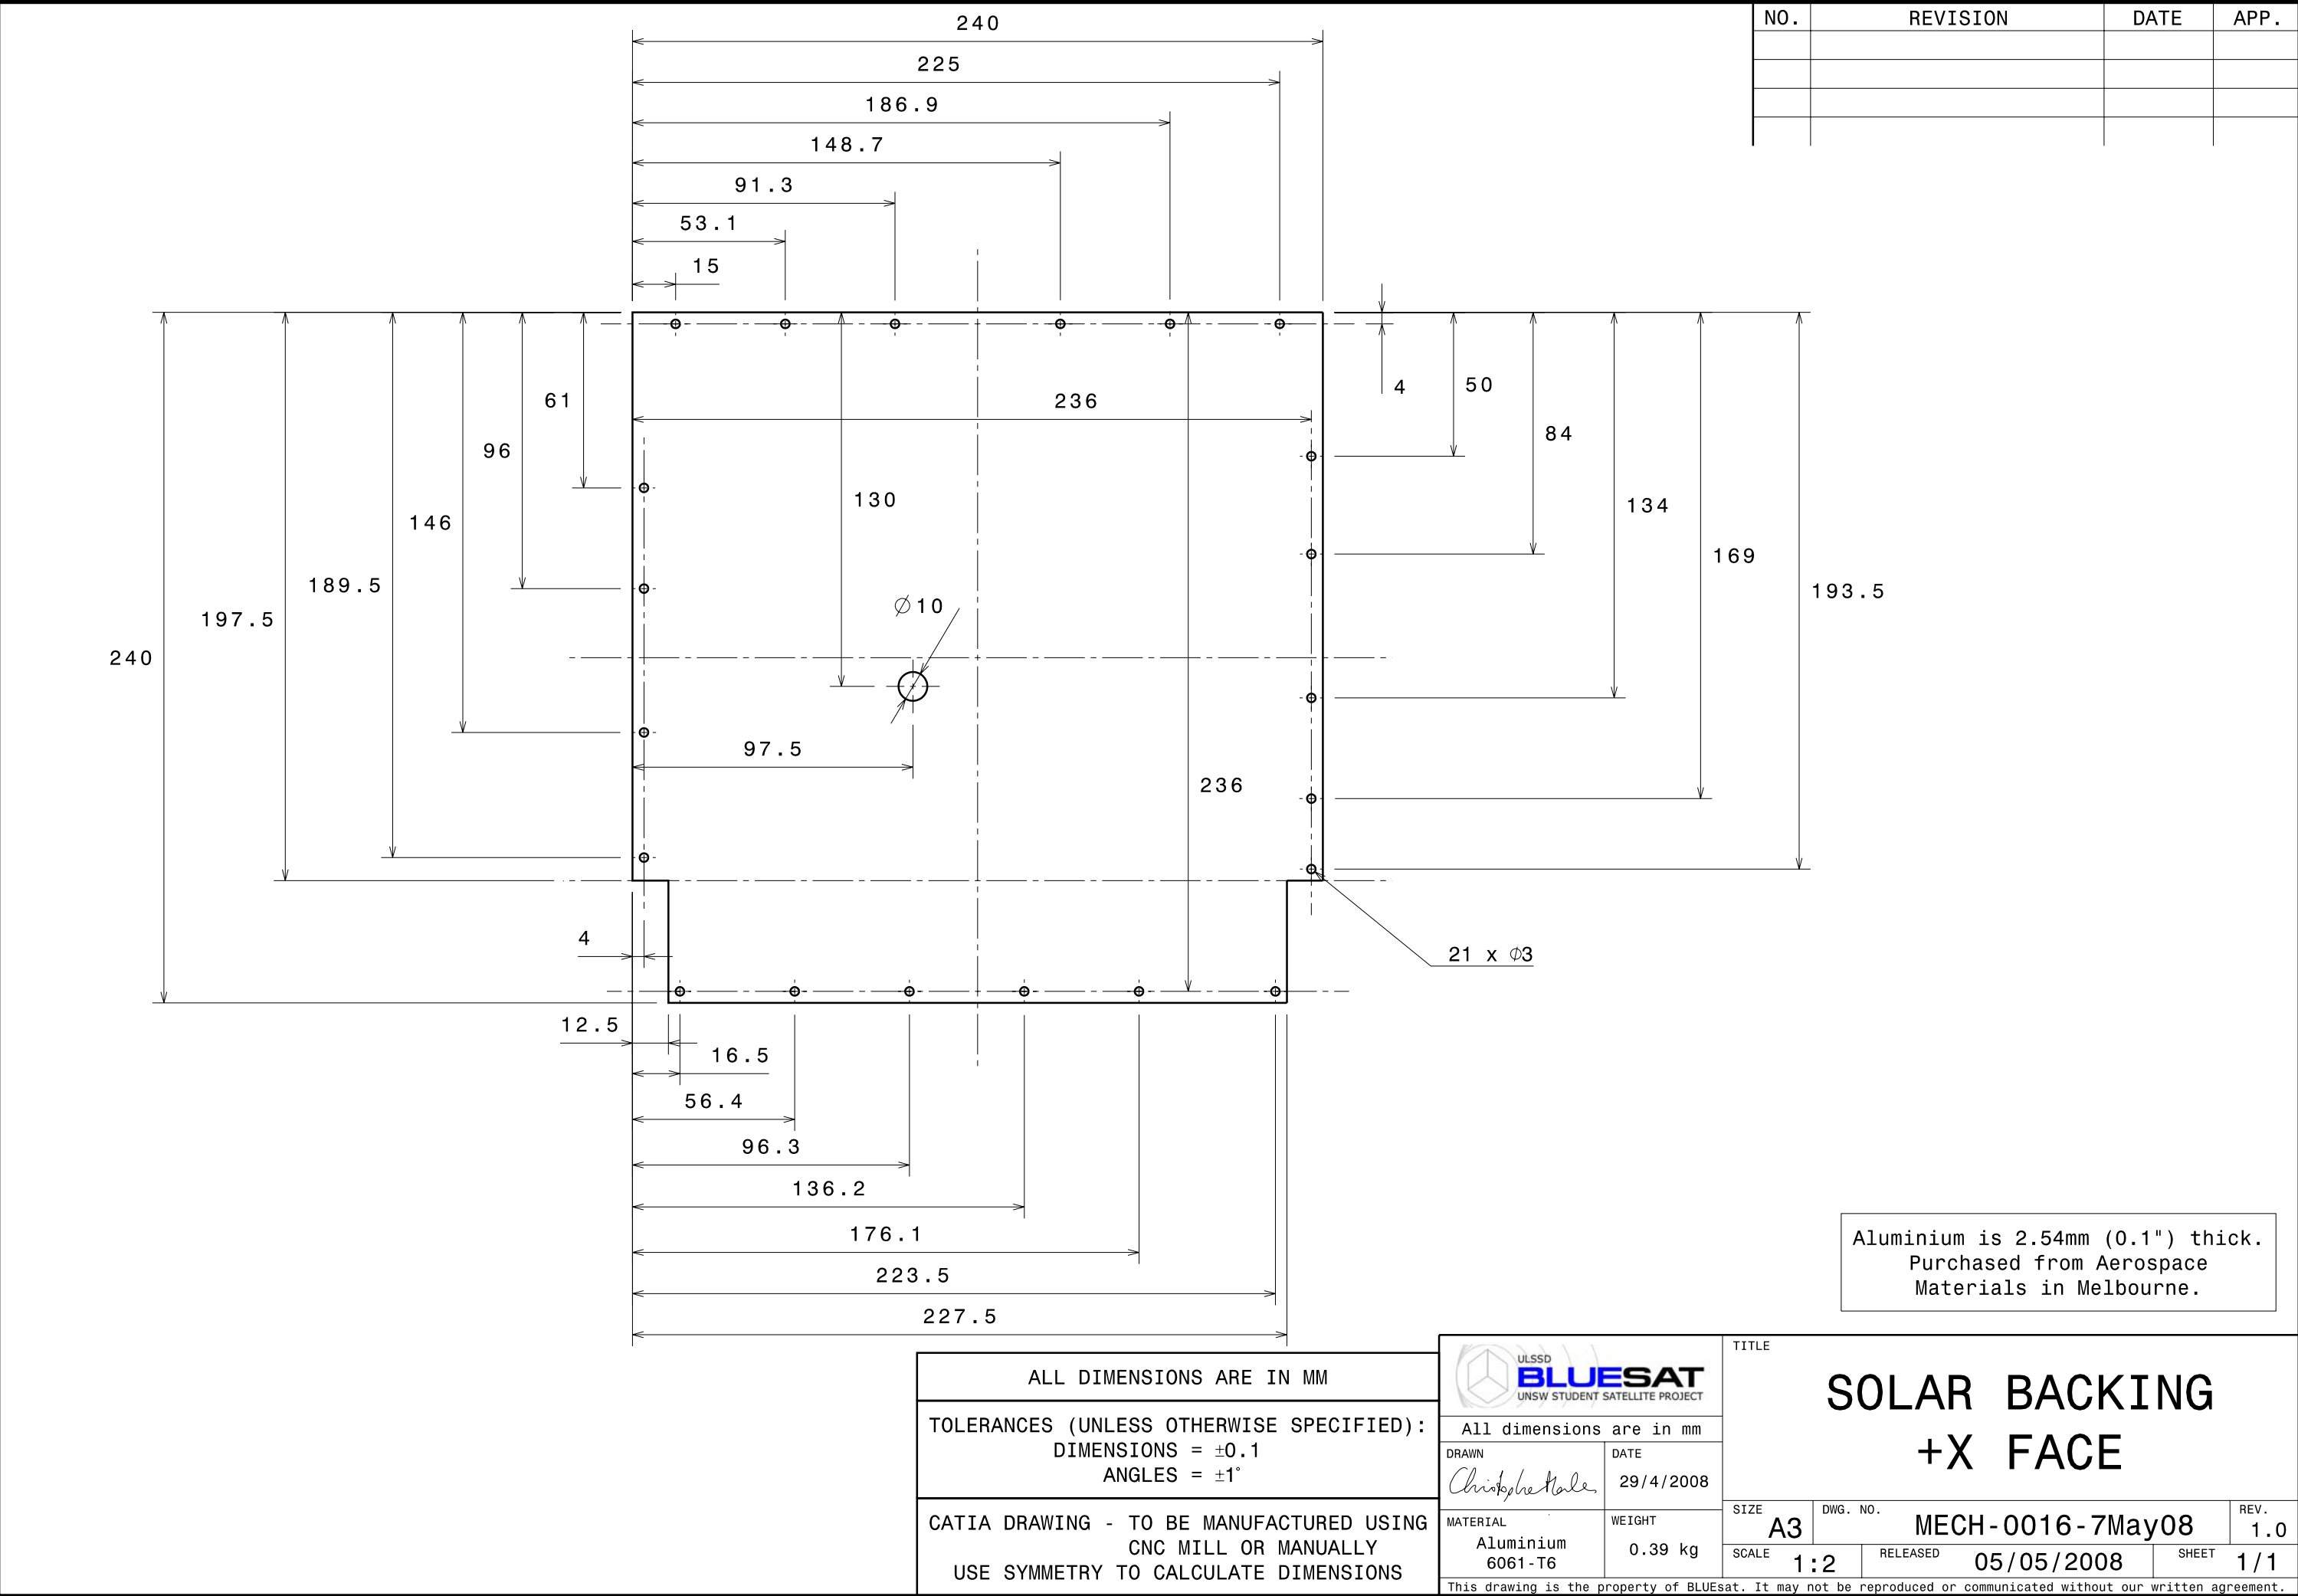 NO. REVISION DATE APP.
240
225
186.9
148.7
91.3
53.1
15
4
50
84
134
169
193.5
61
96
146
189.5
197.5
240
236
130
Ø10
97.5
236
21 x Ø3
4
12.5
16.5
56.4
96.3
136.2
176.1
223.5
227.5
Aluminium is 2.54mm (0.1") thick.
Purchased from Aerospace
Materials in Melbourne.
ALL DIMENSIONS ARE IN MM
TOLERANCES (UNLESS OTHERWISE SPECIFIED):
DIMENSIONS = ±0.1
ANGLES = ±1°
CATIA DRAWING - TO BE MANUFACTURED USING
CNC MILL OR MANUALLY
USE SYMMETRY TO CALCULATE DIMENSIONS
ULSSD
BLUESAT
UNSW STUDENT SATELLITE PROJECT
All dimensions are in mm
DRAWN
DATE
29/4/2008
MATERIAL
Aluminium
6061-T6
WEIGHT
0.39 kg
TITLE
SOLAR BACKING
+X FACE
SIZE
A3
DWG. NO.
MECH-0016-7May08
REV.
1.0
SCALE
1:2
RELEASED
05/05/2008
SHEET
1/1
This drawing is the property of BLUEsat. It may not be reproduced or communicated without our written agreement.